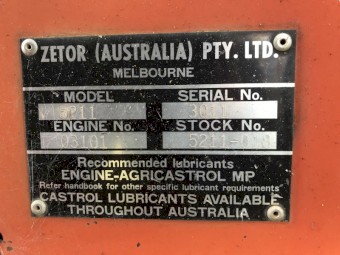 ZETOR (AUSTRALIA) PTY. LTD.
MELBOURNE
MODEL SERIAL No.
ENGINE No. STOCK No.
Recommended lubricants
ENGINE-AGRICASTROL MP
Refer handbook for other specific lubricant requirements
CASTROL LUBRICANTS AVAILABLE
THROUGHOUT AUSTRALIA